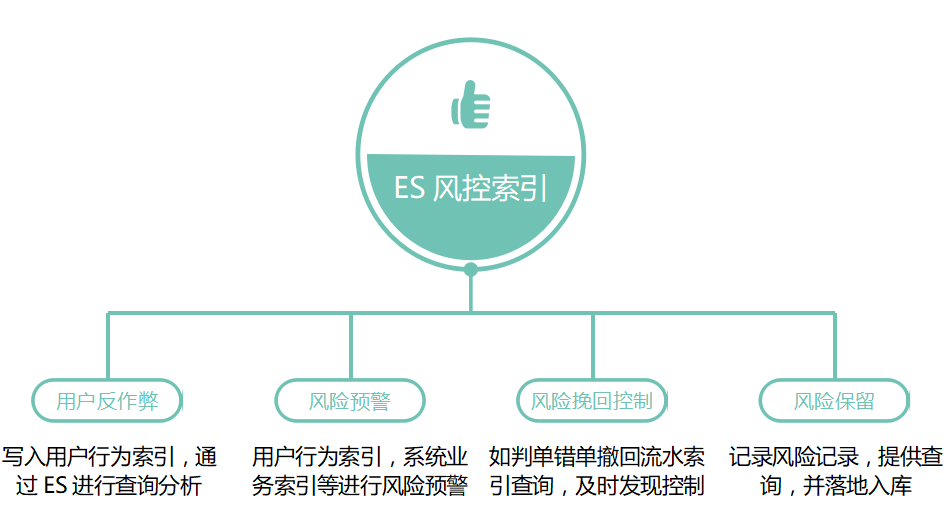 ES 风控索引
用户反作弊
风险预警
风险挽回控制
风险保留
写入用户行为索引，通
过 ES 进行查询分析
用户行为索引，系统业
务索引等进行风险预警
如判单错单撤回流水索
引查询，及时发现控制
记录风险记录，提供查
询，并落地入库